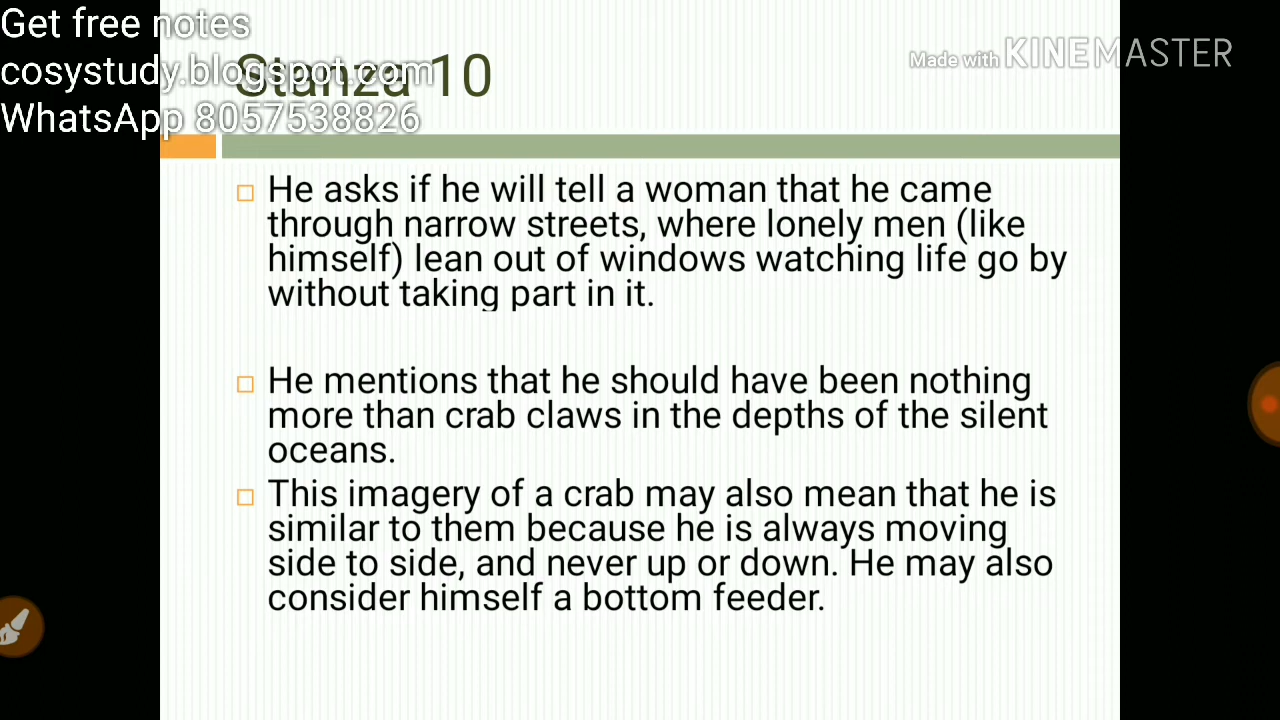 Get free notes
cosystudy.blogspot.com
WhatsApp 8057538826
Stanza 10
Made with KINEMASTER
He asks if he will tell a woman that he came
through narrow streets, where lonely men (like
himself) lean out of windows watching life go by
without taking part in it.
He mentions that he should have been nothing
more than crab claws in the depths of the silent
oceans.
This imagery of a crab may also mean that he is
similar to them because he is always moving
side to side, and never up or down. He may also
consider himself a bottom feeder.